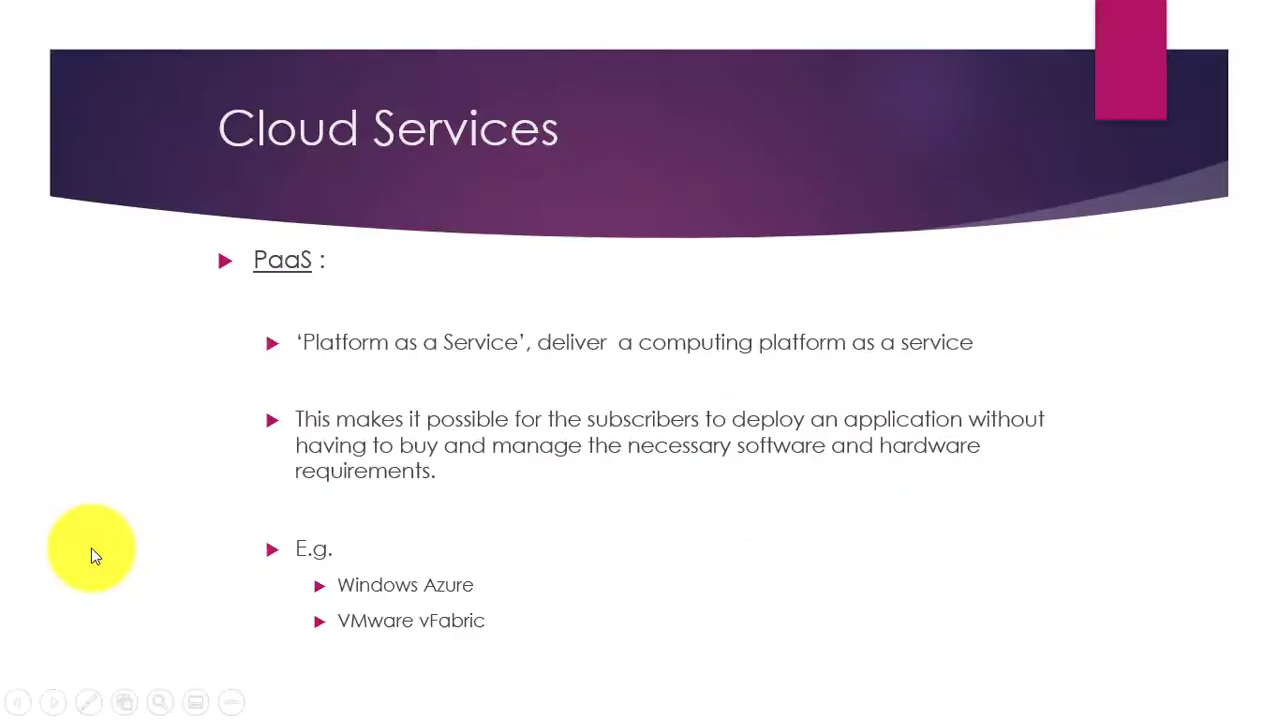 Cloud Services
PaaS :
‘Platform as a Service’, deliver  a computing platform as a service
This makes it possible for the subscribers to deploy an application without
having to buy and manage the necessary software and hardware
requirements.
E.g.
Windows Azure
VMware vFabric